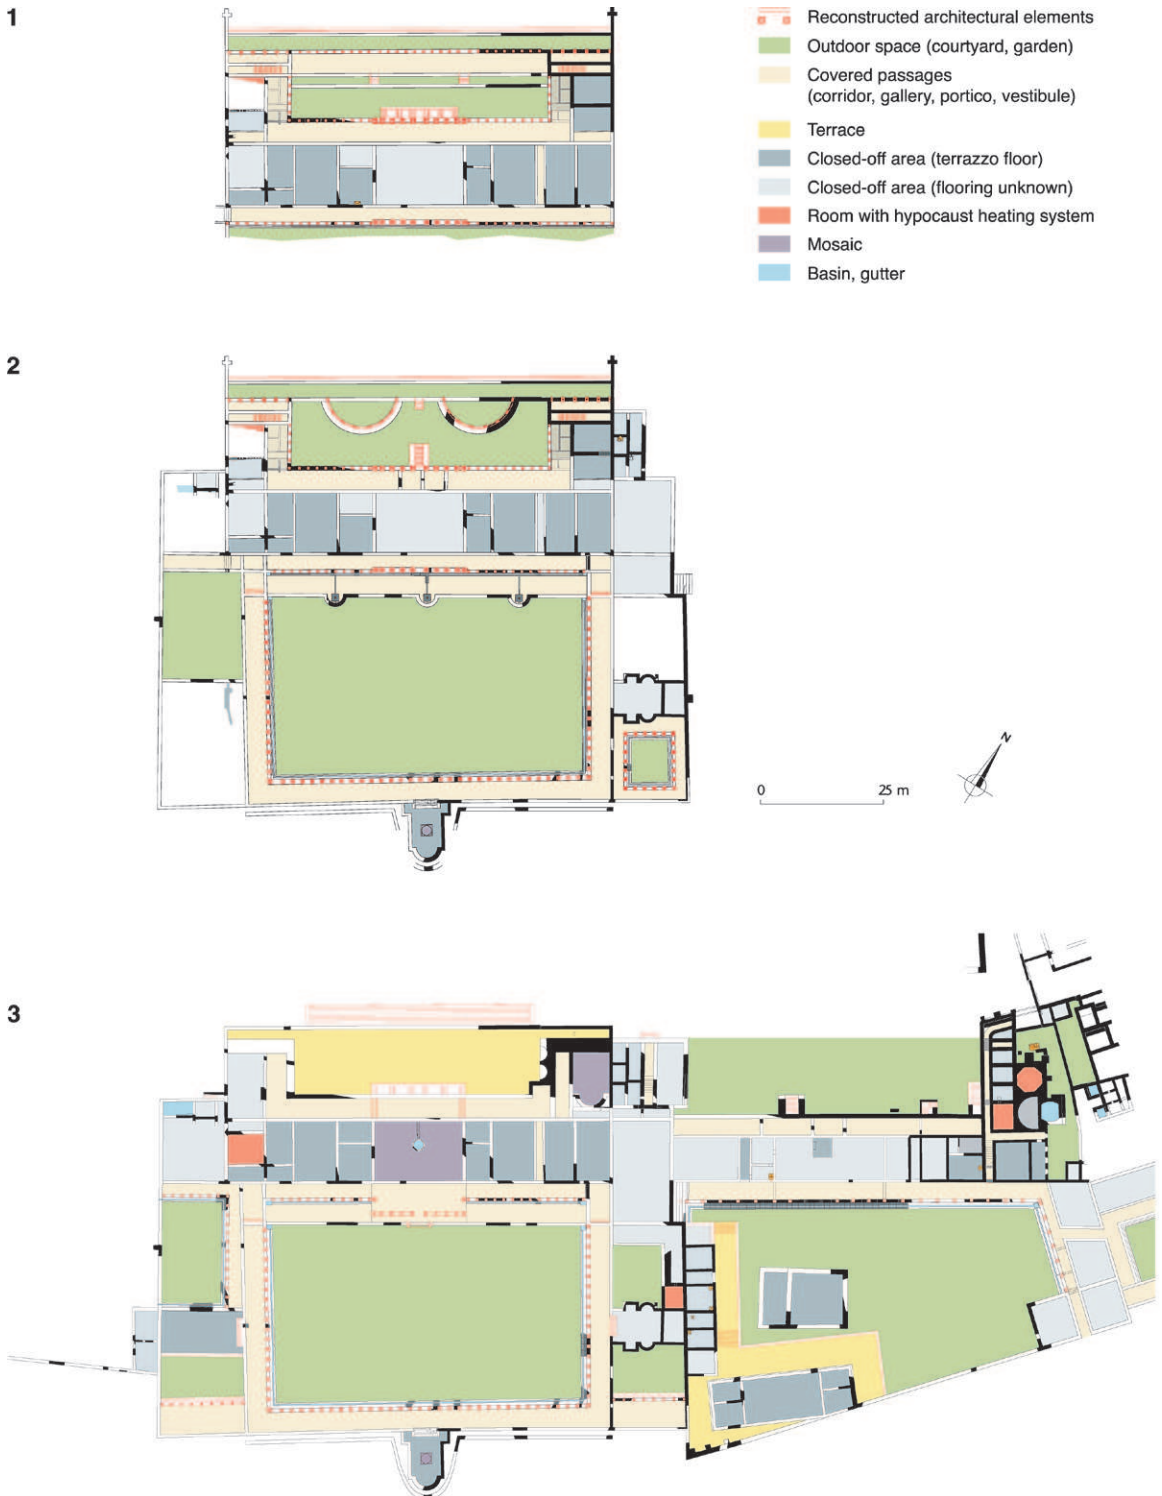 1
Reconstructed architectural elements
Outdoor space (courtyard, garden)
Covered passages
(corridor, gallery, portico, vestibule)
Terrace
Closed-off area (terrazzo floor)
Closed-off area (flooring unknown)
Room with hypocaust heating system
Mosaic
Basin, gutter
2
N
0 25 m
3